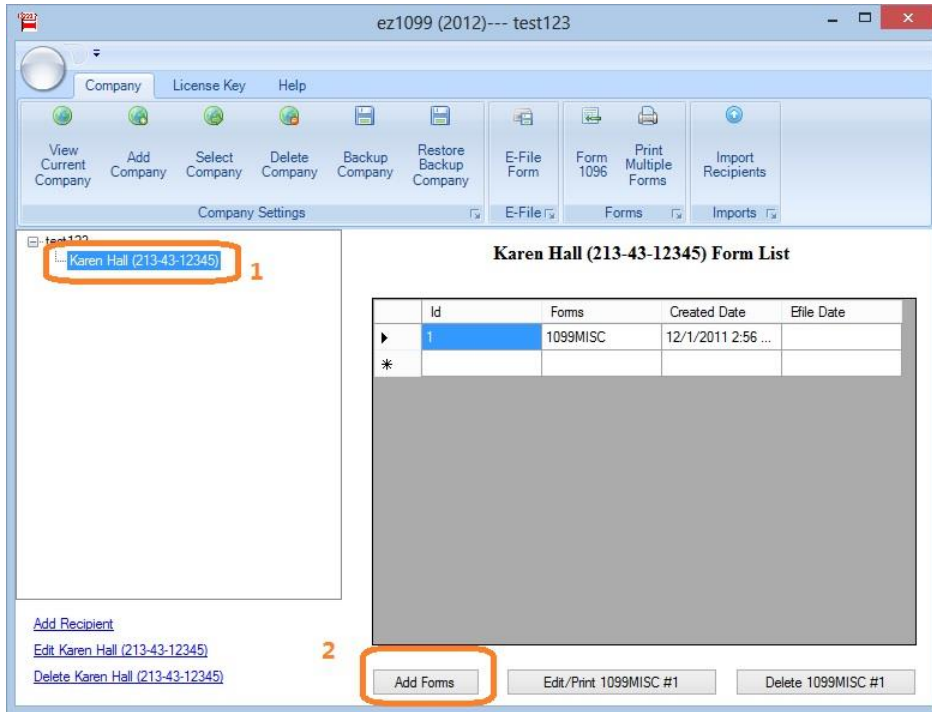 ez1099 (2012)--- test123
Company License Key Help
View Current Company
Add Company
Select Company
Delete Company
Backup Company
Restore Backup Company
E-File Form
Form 1096
Print Multiple Forms
Import Recipients
Company Settings
E-File
Forms
Imports
test123
Karen Hall (213-43-12345)
1
Karen Hall (213-43-12345) Form List
Id Forms Created Date Efile Date
1 1099MISC 12/1/2011 2:56 ...
Add Recipient
Edit Karen Hall (213-43-12345)
Delete Karen Hall (213-43-12345)
2
Add Forms
Edit/Print 1099MISC #1
Delete 1099MISC #1